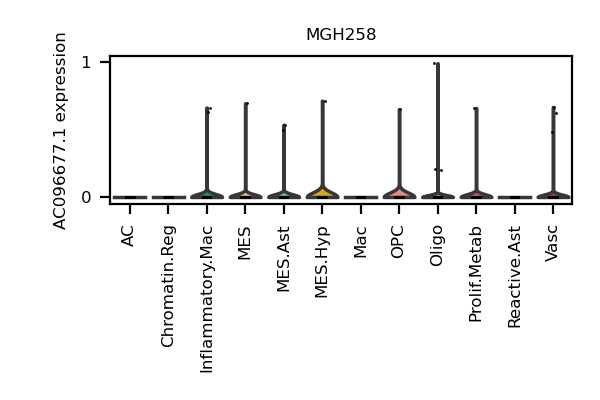 MGH258
AC096677.1 expression
1
0
AC
Chromatin.Reg
Inflammatory.Mac
MES
MES.Ast
MES.Hyp
Mac
OPC
Oligo
Prolif.Metab
Reactive.Ast
Vasc